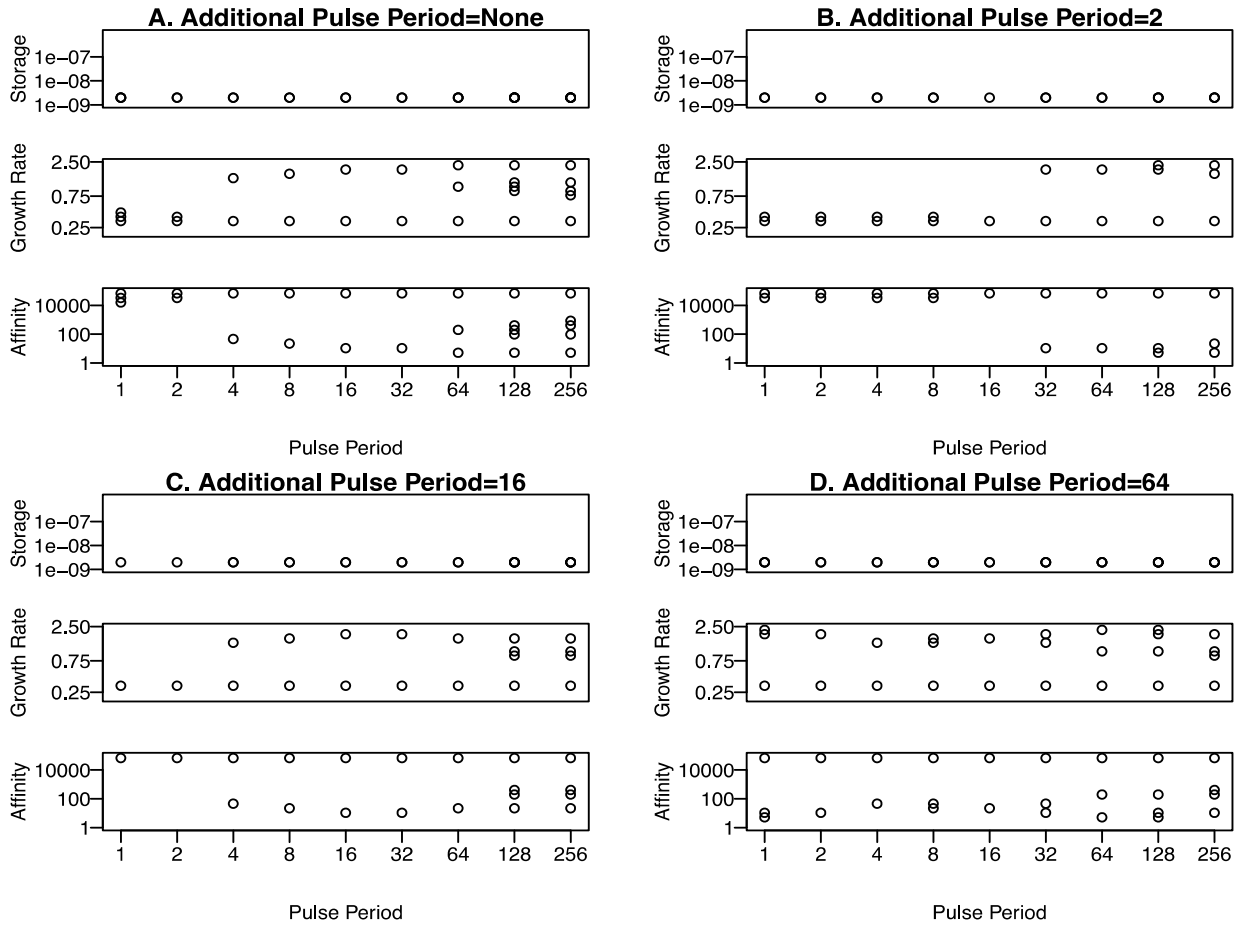 A. Additional Pulse Period=None
Storage
1e−07
1e−08
1e−09
Growth Rate
2.50
0.75
0.25
Affinity
10000
100
1
1 2 4 8 16 32 64 128 256
Pulse Period
B. Additional Pulse Period=2
Storage
1e−07
1e−08
1e−09
Growth Rate
2.50
0.75
0.25
Affinity
10000
100
1
1 2 4 8 16 32 64 128 256
Pulse Period
C. Additional Pulse Period=16
Storage
1e−07
1e−08
1e−09
Growth Rate
2.50
0.75
0.25
Affinity
10000
100
1
1 2 4 8 16 32 64 128 256
Pulse Period
D. Additional Pulse Period=64
Storage
1e−07
1e−08
1e−09
Growth Rate
2.50
0.75
0.25
Affinity
10000
100
1
1 2 4 8 16 32 64 128 256
Pulse Period